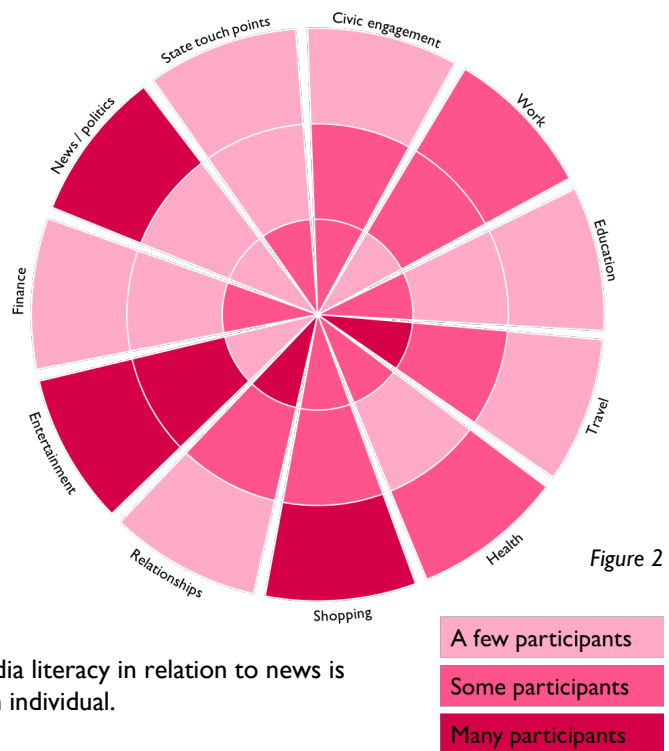 Civic engagement
State touch points
Work
News / politics
Education
Finance
Travel
Entertainment
Health
Relationships
Shopping
Figure 2
dia literacy in relation to news is
individual.
A few participants
Some participants
Many participants